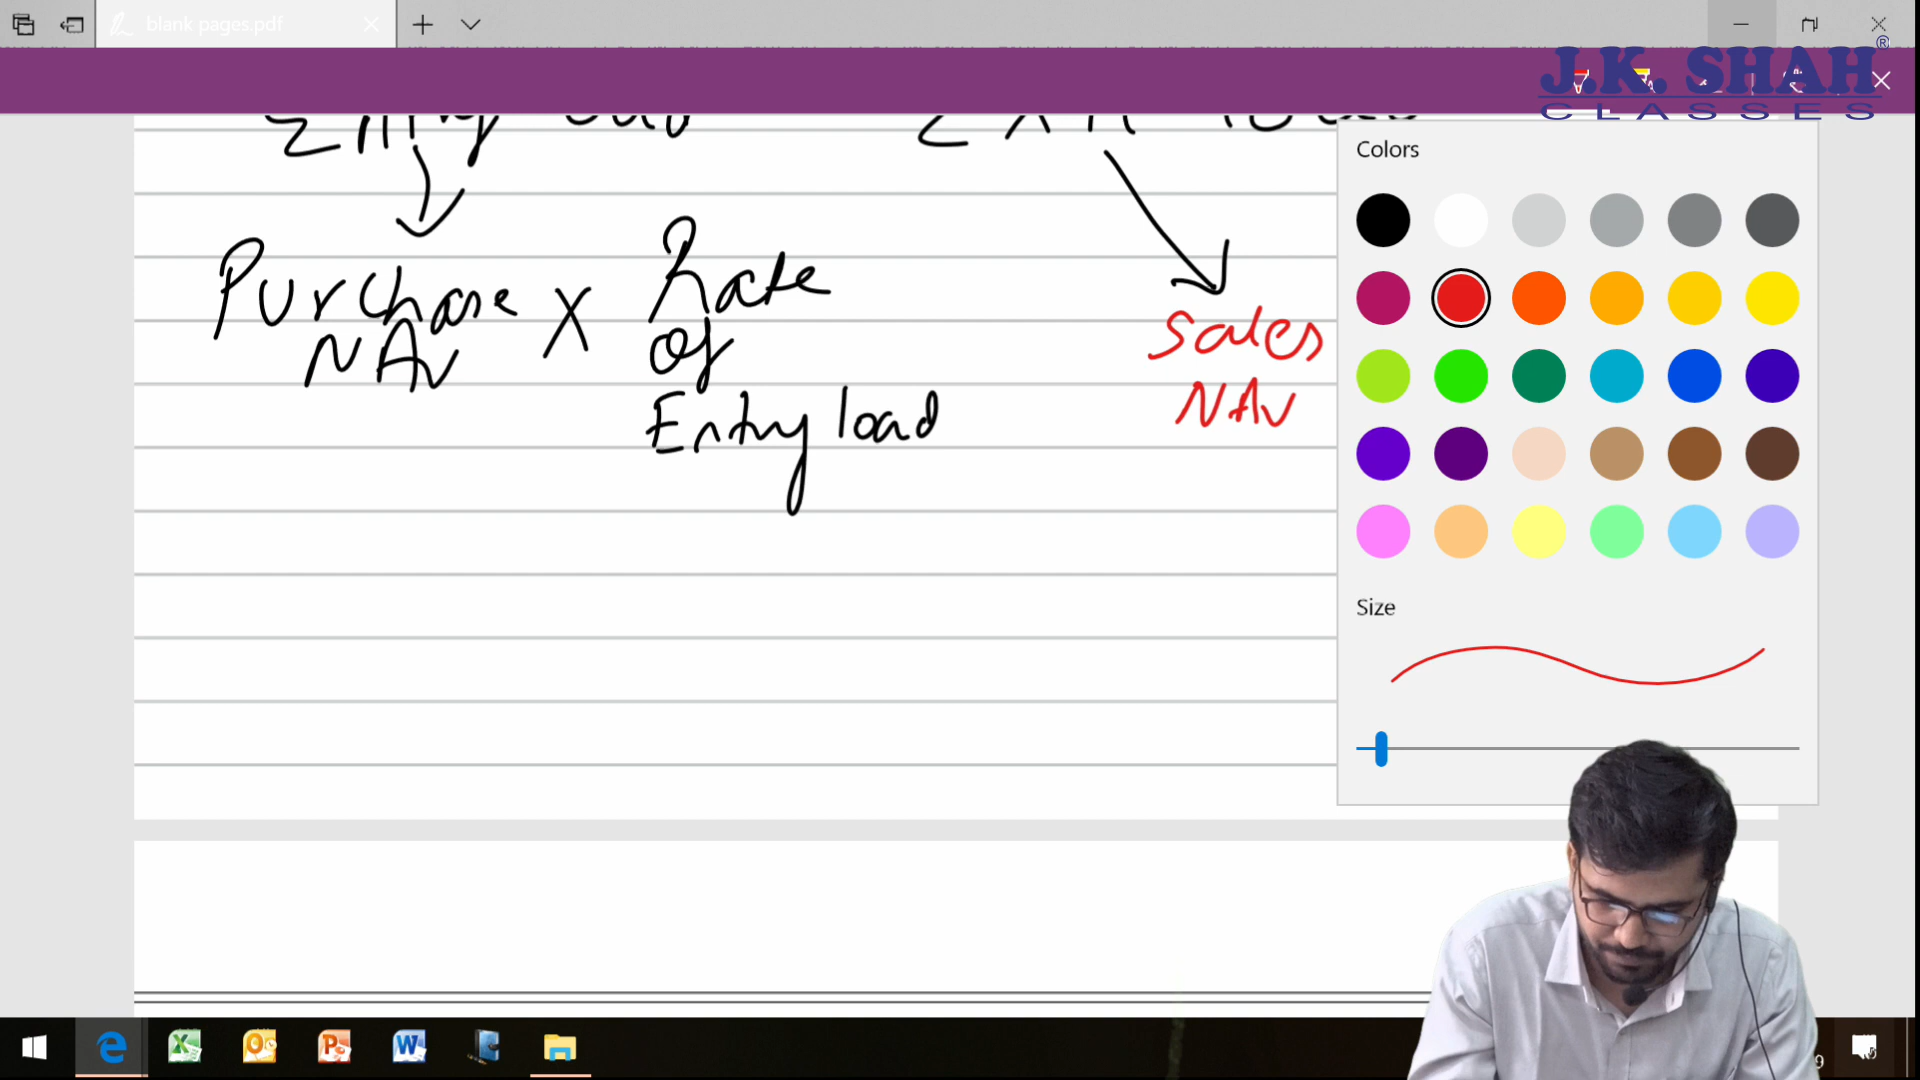 blank pages.pdf
J.K. SHAH®
CLASSES
Purchase NAV X Rate of Entry load
Sales
NAV
Colors
Size